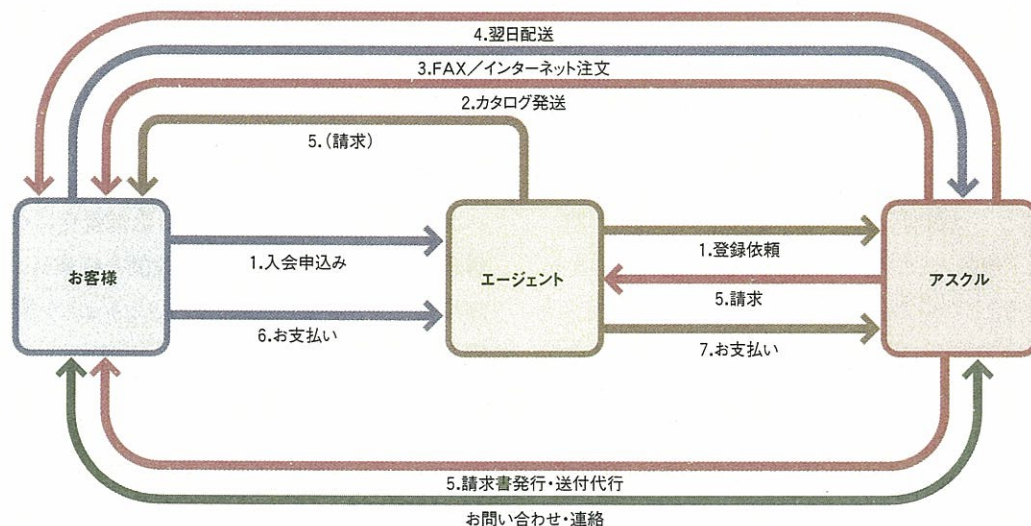 4.翌日配送
3.FAX／インターネット注文
2.カタログ発送
5.(請求)
お客様
エージェント
アスクル
1.入会申込み
1.登録依頼
5.請求
6.お支払い
7.お支払い
5.請求書発行・送付代行
お問い合わせ・連絡